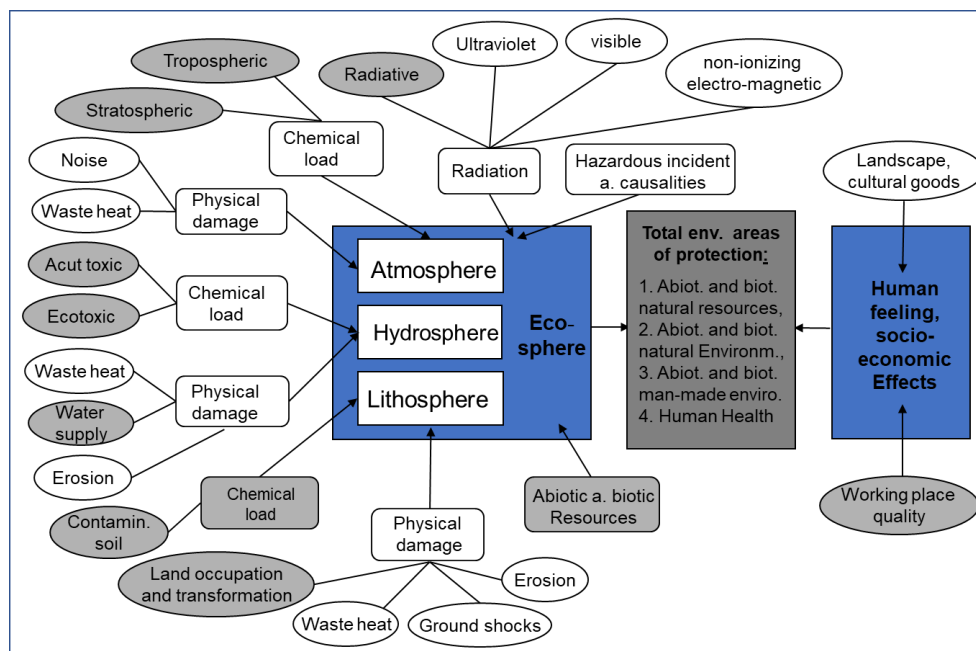 Tropospheric
Stratospheric
Chemical
load
Radiative
Ultraviolet
visible
non-ionizing
electro-magnetic
Radiation
Hazardous incident
a. causalities
Landscape,
cultural goods
Noise
Waste heat
Physical
damage
Acut toxic
Ecotoxic
Chemical
load
Waste heat
Water
supply
Erosion
Physical
damage
Contamin.
soil
Chemical
load
Atmosphere
Hydrosphere
Lithosphere
Eco-
sphere
Total env. areas
of protection:
1. Abiot. and biot.
natural resources,
2. Abiot. and biot.
natural Environm.,
3. Abiot. and biot.
man-made enviro.
4. Human Health
Human
feeling,
socio-
economic
Effects
Working place
quality
Abiotic a. biotic
Resources
Physical
damage
Land occupation
and transformation
Waste heat
Ground shocks
Erosion